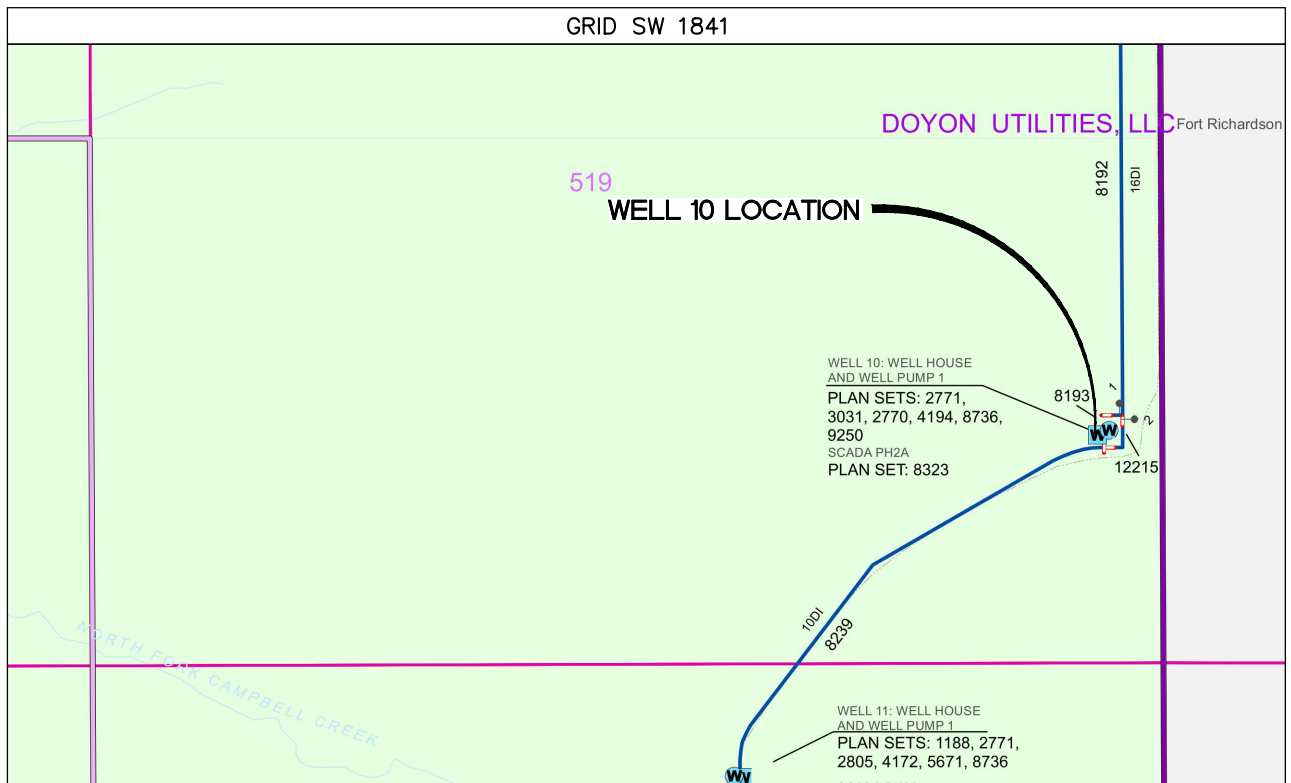 GRID SW 1841
DOYON UTILITIES, LLC
Fort Richardson
8192
16DI
519
WELL 10 LOCATION
WELL 10: WELL HOUSE
AND WELL PUMP 1
PLAN SETS: 2771,
3031, 2770, 4194, 8736,
9250
SCADA PH2A
PLAN SET: 8323
8193
1
2
W
W
12215
10DI
8239
NORTH FORK CAMPBELL CREEK
WELL 11: WELL HOUSE
AND WELL PUMP 1
PLAN SETS: 1188, 2771,
2805, 4172, 5671, 8736
W
W